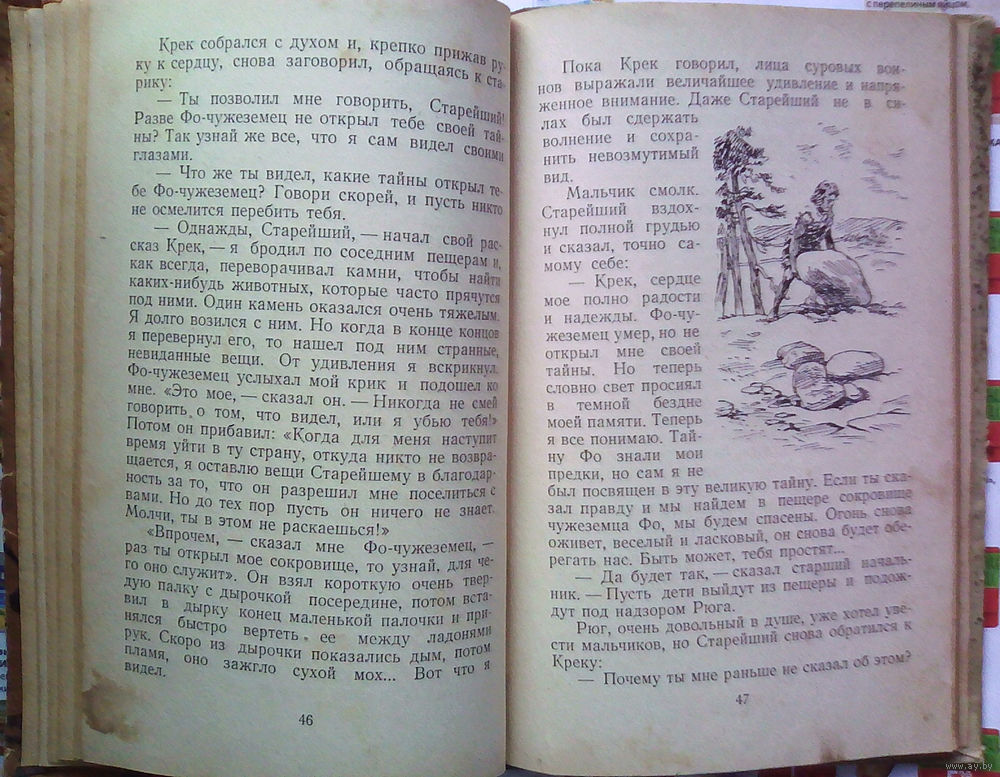 с перепелиным яйцом.
Крек собрался с духом и, крепко прижав ру-
ку к сердцу, снова заговорил, обращаясь к ста-
рику:
— Ты позволил мне говорить, Старейший!
Разве Фо-чужеземец не открыл тебе своей тай-
ны? Так узнай же все, что я сам видел своими
глазами.
— Что же ты видел, какие тайны открыл те-
бе Фо-чужеземец? Говори скорей, и пусть никто
не осмелится перебить тебя.
— Однажды, Старейший, — начал свой рас-
сказ Крек, — я бродил по соседним пещерам и,
как всегда, переворачивал камни, чтобы найти
каких-нибудь животных, которые часто прячутся
под ними. Один камень оказался очень тяжелым.
Я долго возился с ним. Но когда в конце концов
я перевернул его, то нашел под ним странные,
невиданные вещи. От удивления я вскрикнул.
Фо-чужеземец услыхал мой крик и подошел ко
мне. «Это мое, — сказал он. — Никогда не смей
говорить о том, что видел, или я убью тебя!»
Потом он прибавил: «Когда для меня наступит
время уйти в ту страну, откуда никто не возвра-
щается, я оставлю вещи Старейшему в благодар-
ность за то, что он разрешил мне поселиться с
вами. Но до тех пор пусть он ничего не знает.
Молчи, ты в этом не раскаешься!»
«Впрочем, — сказал мне Фо-чужеземец, —
раз ты открыл мое сокровище, то узнай, для че-
го оно служит». Он взял короткую очень твер-
дую палку с дырочкой посередине, потом вста-
вил в дырку конец маленькой палочки и при-
нялся быстро вертеть ее между ладонями
рук. Скоро из дырочки показались дым, потом
пламя, оно зажгло сухой мох... Вот что я
видел.
46
Пока Крек говорил, лица суровых вои-
нов выражали величайшее удивление и напря-
женное внимание. Даже Старейший не в си-
лах был сдержать
волнение и сохра-
нить невозмутимый
вид.
Мальчик смолк.
Старейший вздох-
нул полной грудью
и сказал, точно са-
мому себе:
— Крек, сердце
мое полно радости
и надежды. Фо-чу-
жеземец умер, но не
открыл мне своей
тайны. Но теперь
словно свет просиял
в темной бездне
моей памяти. Теперь
я все понимаю. Тай-
ну Фо знали мои
предки, но сам я не
был посвящен в эту великую тайну. Если ты ска-
зал правду и мы найдем в пещере сокровище
чужеземца Фо, мы будем спасены. Огонь снова
оживет, веселый и ласковый, он снова будет обе-
регать нас. Быть может, тебя простят...
— Да будет так, — сказал старший началь-
ник. — Пусть дети выйдут из пещеры и подож-
дут под надзором Рюга.
Рюг, очень довольный в душе, уже хотел уве-
сти мальчиков, но Старейший снова обратился к
Креку:
— Почему ты мне раньше не сказал об этом?
47
www.ay.by